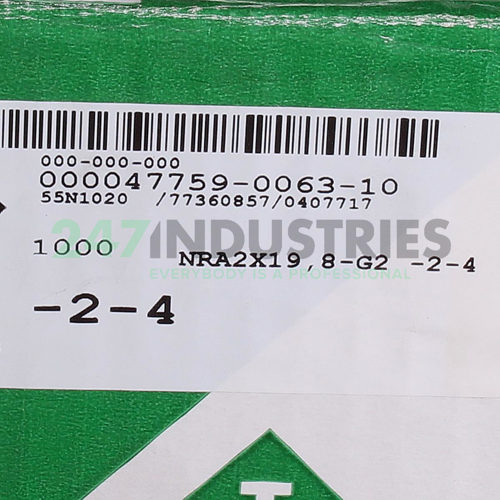 000-000-000
000047759-0063-10
55N1020 /77360857/0407717
247INDUSTRIES
EVERYBODY IS A PROFESSIONAL
1000 NRA2X19,8-G2 -2-4
-2-4